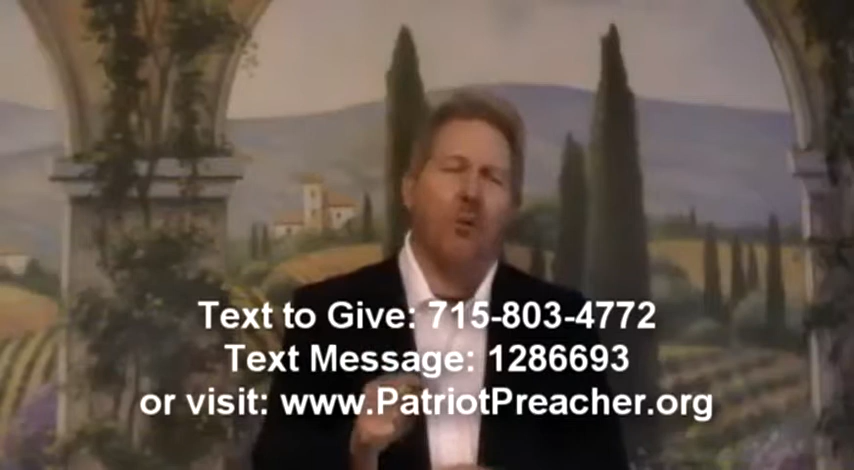 Text to Give: 715-803-4772
Text Message: 1286693
or visit: www.PatriotPreacher.org